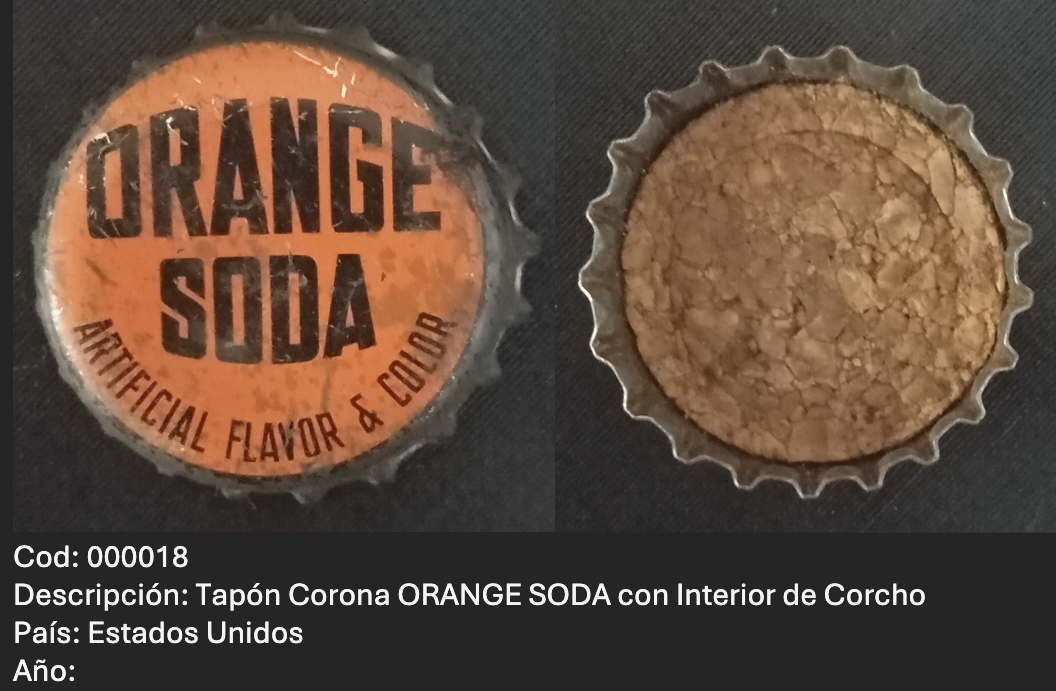 ORANGE
SODA
ARTIFICIAL FLAVOR & COLOR
Cod: 000018
Descripción: Tapón Corona ORANGE SODA con Interior de Corcho
País: Estados Unidos
Año: